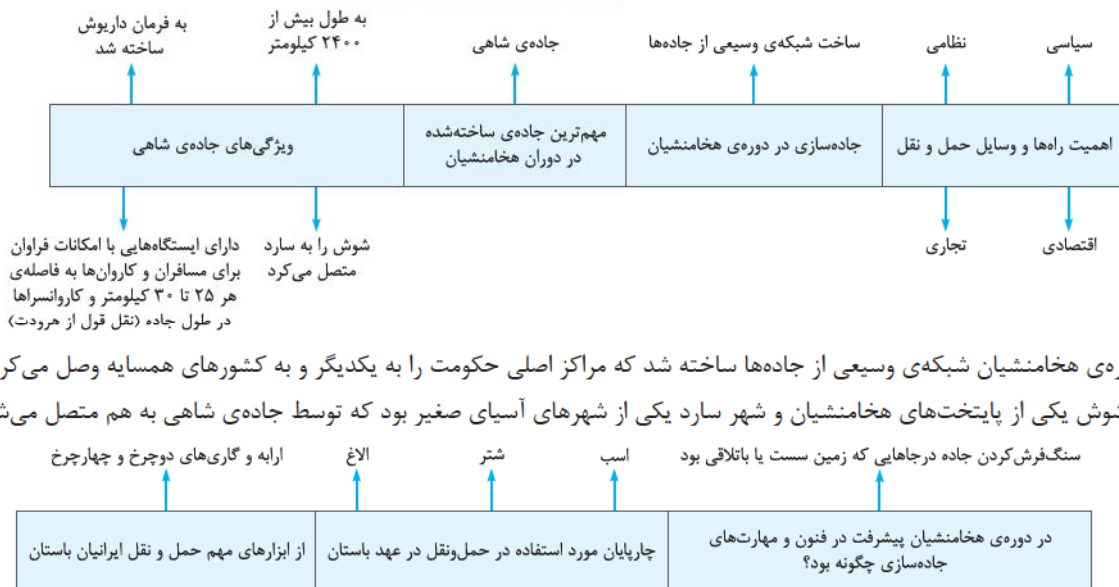 سیاسی
نظامی
ساخت شبکه‌ی وسیعی از جاده‌ها
جاده‌ی شاهی
به طول بیش از
۲۴۰۰ کیلومتر
به فرمان داریوش
ساخته شد
اهمیت راه‌ها و وسایل حمل و نقل
جاده‌سازی در دوره‌ی هخامنشیان
مهم‌ترین جاده‌ی ساخته‌شده
در دوران هخامنشیان
ویژگی‌های جاده‌ی شاهی
اقتصادی
تجاری
شوش را به سارد
متصل می‌کرد
دارای ایستگاه‌هایی با امکانات فراوان
برای مسافران و کاروان‌ها به فاصله‌ی
هر ۲۵ تا ۳۰ کیلومتر و کاروانسراها
در طول جاده (نقل قول از هرودت)
ره‌ی هخامنشیان شبکه‌ی وسیعی از جاده‌ها ساخته شد که مراکز اصلی حکومت را به یکدیگر و به کشورهای همسایه وصل می‌کر
شوش یکی از پایتخت‌های هخامنشیان و شهر سارد یکی از شهرهای آسیای صغیر بود که توسط جاده‌ی شاهی به هم متصل می‌ش
سنگ‌فرش‌کردن جاده درجاهایی که زمین سست یا باتلاقی بود
اسب
شتر
الاغ
ارابه و گاری‌های دوچرخ و چهارچرخ
در دوره‌ی هخامنشیان پیشرفت در فنون و مهارت‌های
جاده‌سازی چگونه بود؟
چارپایان مورد استفاده در حمل‌ونقل در عهد باستان
از ابزارهای مهم حمل و نقل ایرانیان باستان